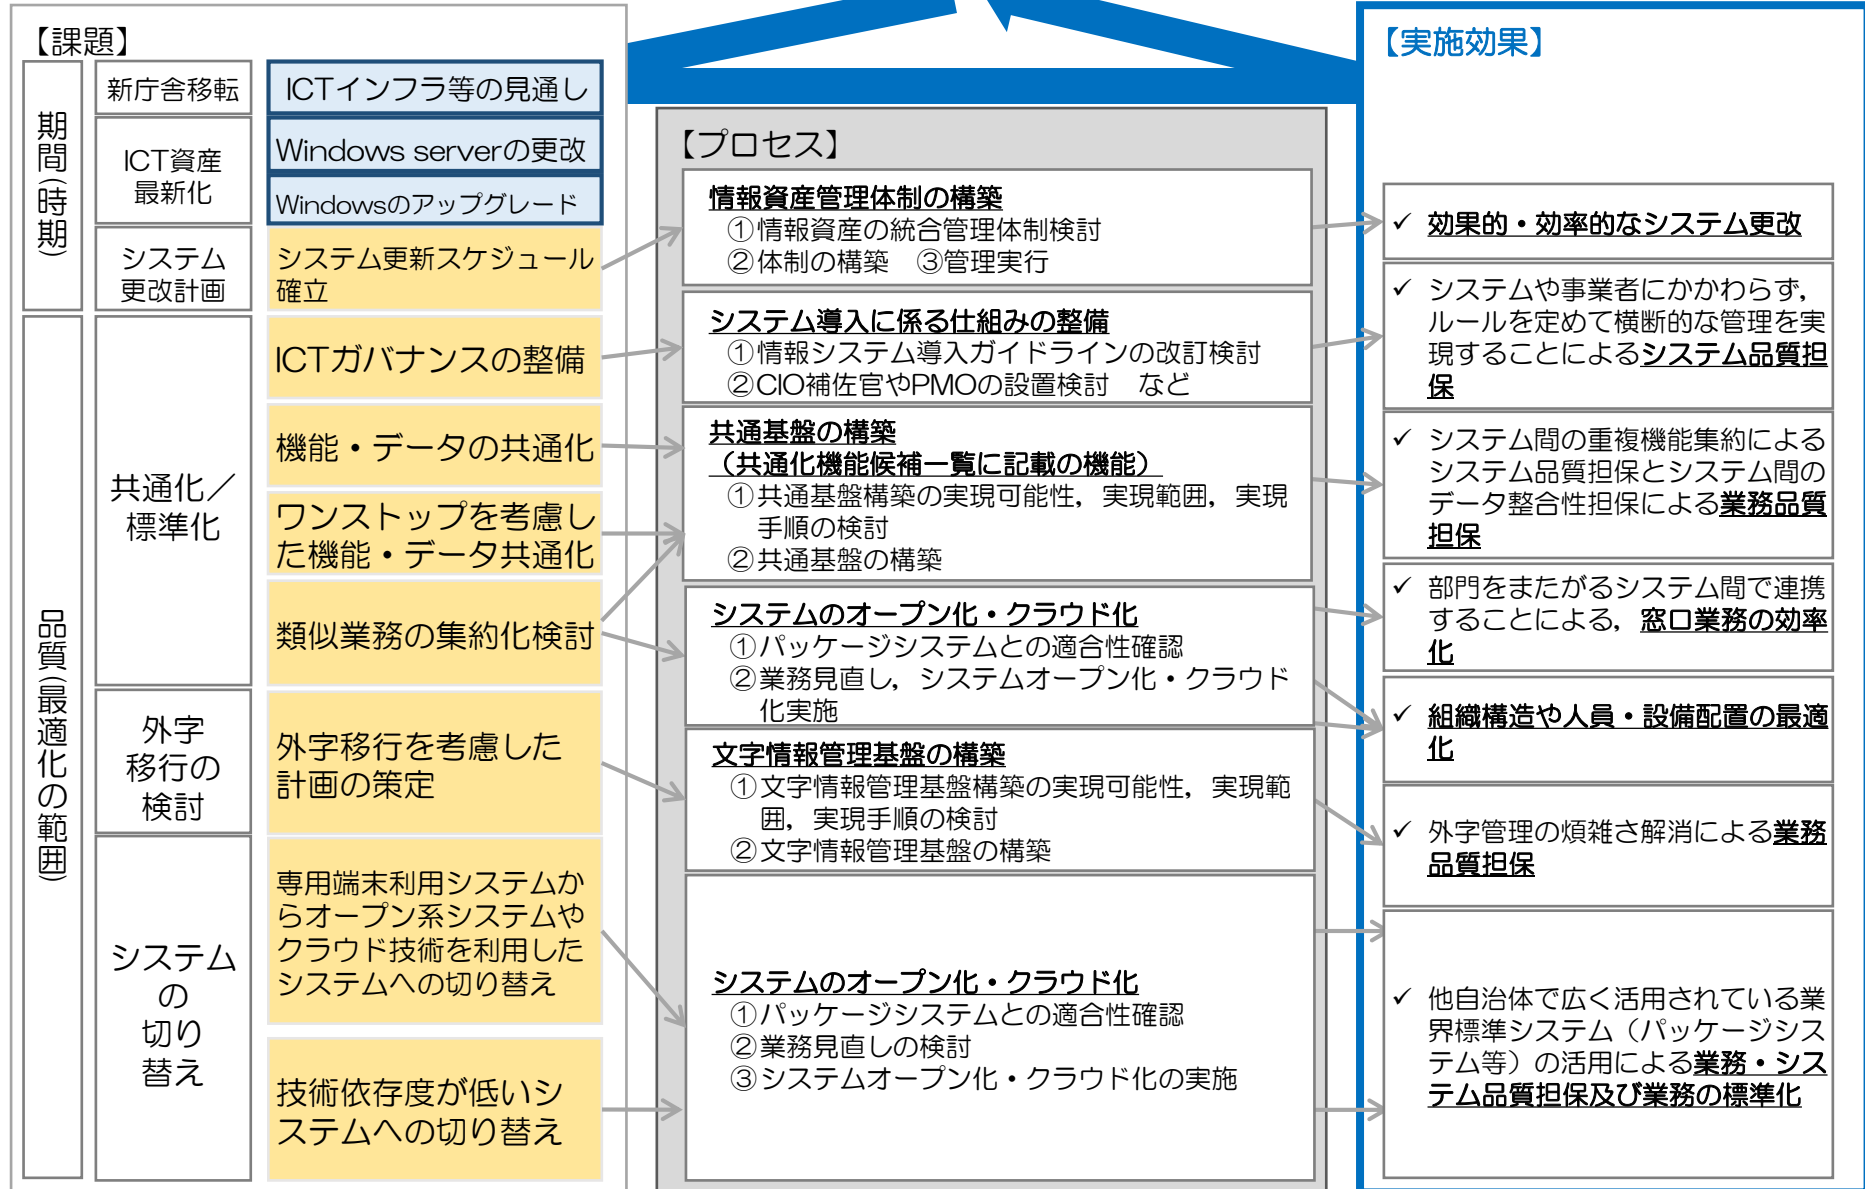 【課題】
期間(時期)
新庁舎移転
ICTインフラ等の見通し
ICT資産
最新化
Windows serverの更改
Windowsのアップグレード
システム
更改計画
システム更新スケジュール
確立
品質(最適化の範囲)
共通化／
標準化
ICTガバナンスの整備
機能・データの共通化
ワンストップを考慮し
た機能・データ共通化
類似業務の集約化検討
外字
移行の
検討
外字移行を考慮した
計画の策定
システム
の
切り
替え
専用端末利用システムか
らオープン系システムや
クラウド技術を利用した
システムへの切り替え
技術依存度が低いシ
ステムへの切り替え
【プロセス】
情報資産管理体制の構築
①情報資産の統合管理体制検討
②体制の構築　③管理実行
システム導入に係る仕組みの整備
①情報システム導入ガイドラインの改訂検討
②CIO補佐官やPMOの設置検討　など
共通基盤の構築
（共通化機能候補一覧に記載の機能）
①共通基盤構築の実現可能性，実現範囲，実現
手順の検討
②共通基盤の構築
システムのオープン化・クラウド化
①パッケージシステムとの適合性確認
②業務見直し，システムオープン化・クラウド
化実施
文字情報管理基盤の構築
①文字情報管理基盤構築の実現可能性，実現範
囲，実現手順の検討
②文字情報管理基盤の構築
システムのオープン化・クラウド化
①パッケージシステムとの適合性確認
②業務見直しの検討
③システムオープン化・クラウド化の実施
【実施効果】
✓ 効果的・効率的なシステム更改
✓ システムや事業者にかかわらず，
ルールを定めて横断的な管理を実
現することによるシステム品質担
保
✓ システム間の重複機能集約による
システム品質担保とシステム間の
データ整合性担保による業務品質
担保
✓ 部門をまたがるシステム間で連携
することによる，窓口業務の効率
化
✓ 組織構造や人員・設備配置の最適
化
✓ 外字管理の煩雑さ解消による業務
品質担保
✓ 他自治体で広く活用されている業
界標準システム（パッケージシス
テム等）の活用による業務・シス
テム品質担保及び業務の標準化